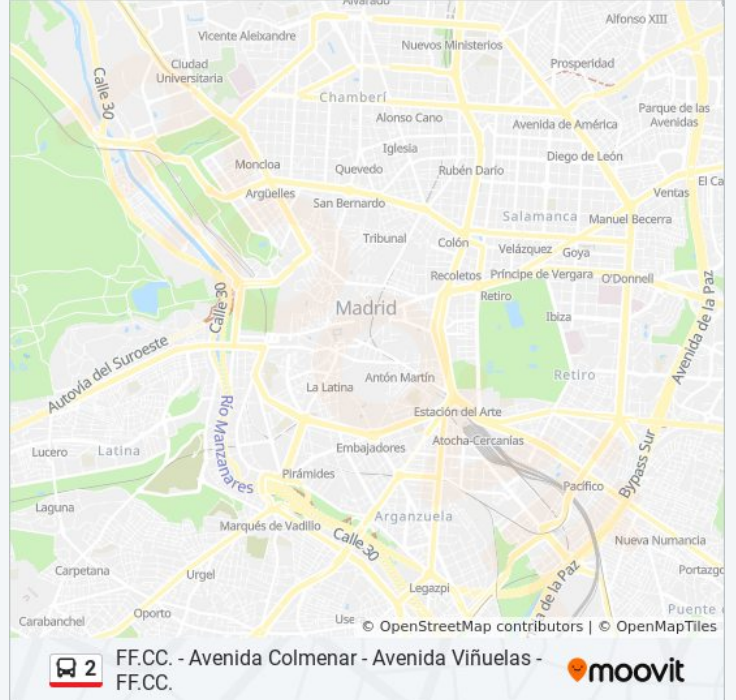 Alvarado
Alfonso XIII
Vicente Aleixandre
Nuevos Ministerios
Ciudad
Universitaria
Prosperidad
Calle 30
Chamberí
Parque de las
Avenidas
Alonso Cano
Avenida de América
Iglesia
Diego de León
Moncloa
Quevedo
Rubén Darío
El Ca
Argüelles
Ventas
San Bernardo
Salamanca
Manuel Becerra
Tribunal
Colón
Velázquez
Goya
Recoletos
Príncipe de Vergara
O'Donnell
Calle 30
Retiro
Madrid
Ibiza
Avenida de la Paz
Autovía del Suroeste
Antón Martín
Retiro
La Latina
Estación del Arte
Río Manzanares
Atocha-Cercanías
Embajadores
Lucero
Latina
Bypass Sur
Pirámides
Pacífico
Laguna
Arganzuela
Marqués de Vadillo
Calle 30
Nueva Numancia
Carpetana
Urgel
Portazgo
Legazpi
a de la Paz
Oporto
Puente
Carabanchel
Use
© OpenStreetMap contributors | © OpenMapTiles
2
FF.CC. - Avenida Colmenar - Avenida Viñuelas -
FF.CC.
moovit